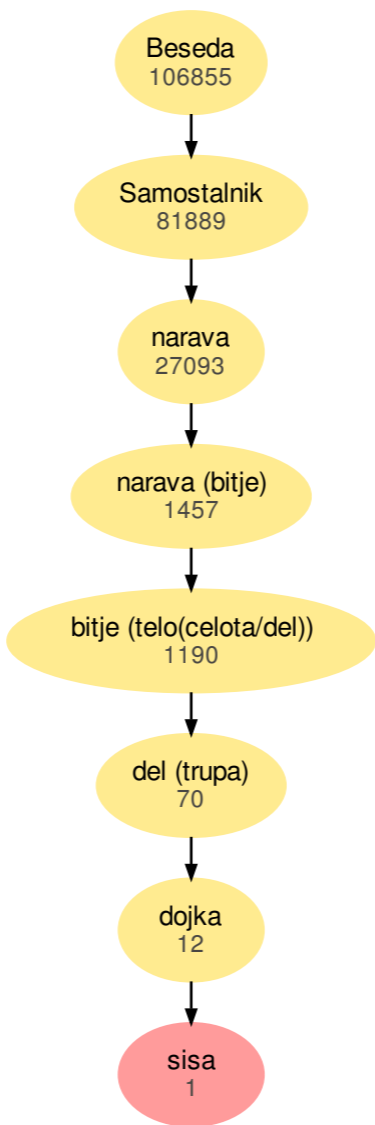 Beseda
106855
Samostalnik
81889
narava
27093
narava (bitje)
1457
bitje (telo(celota/del))
1190
del (trupa)
70
dojka
12
sisa
1